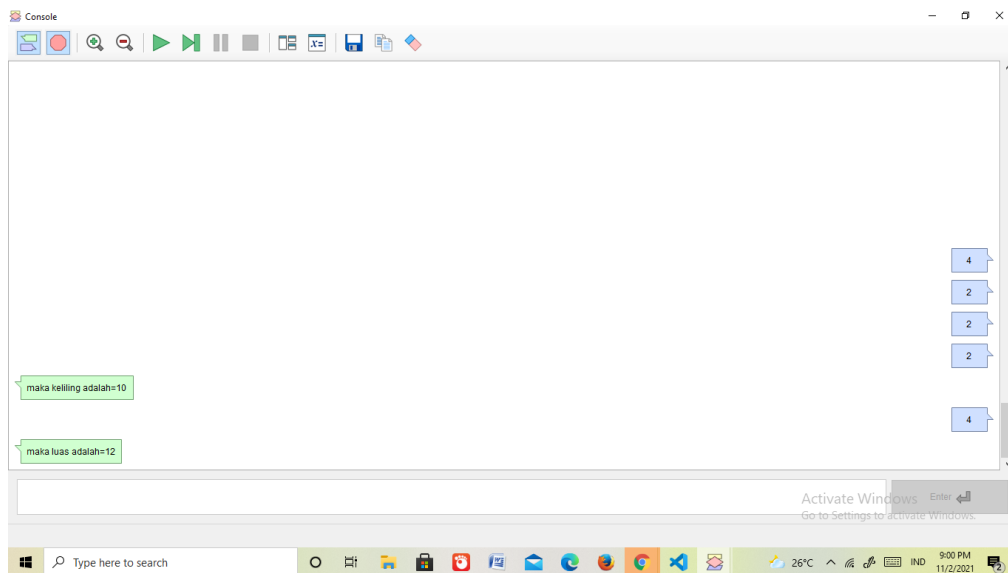 Console
x=
4
2
2
2
maka keliling adalah=10
4
maka luas adalah=12
Enter
Activate Windows
Go to Settings to activate Windows.
Type here to search
26°C
IND
9:00 PM
11/2/2021